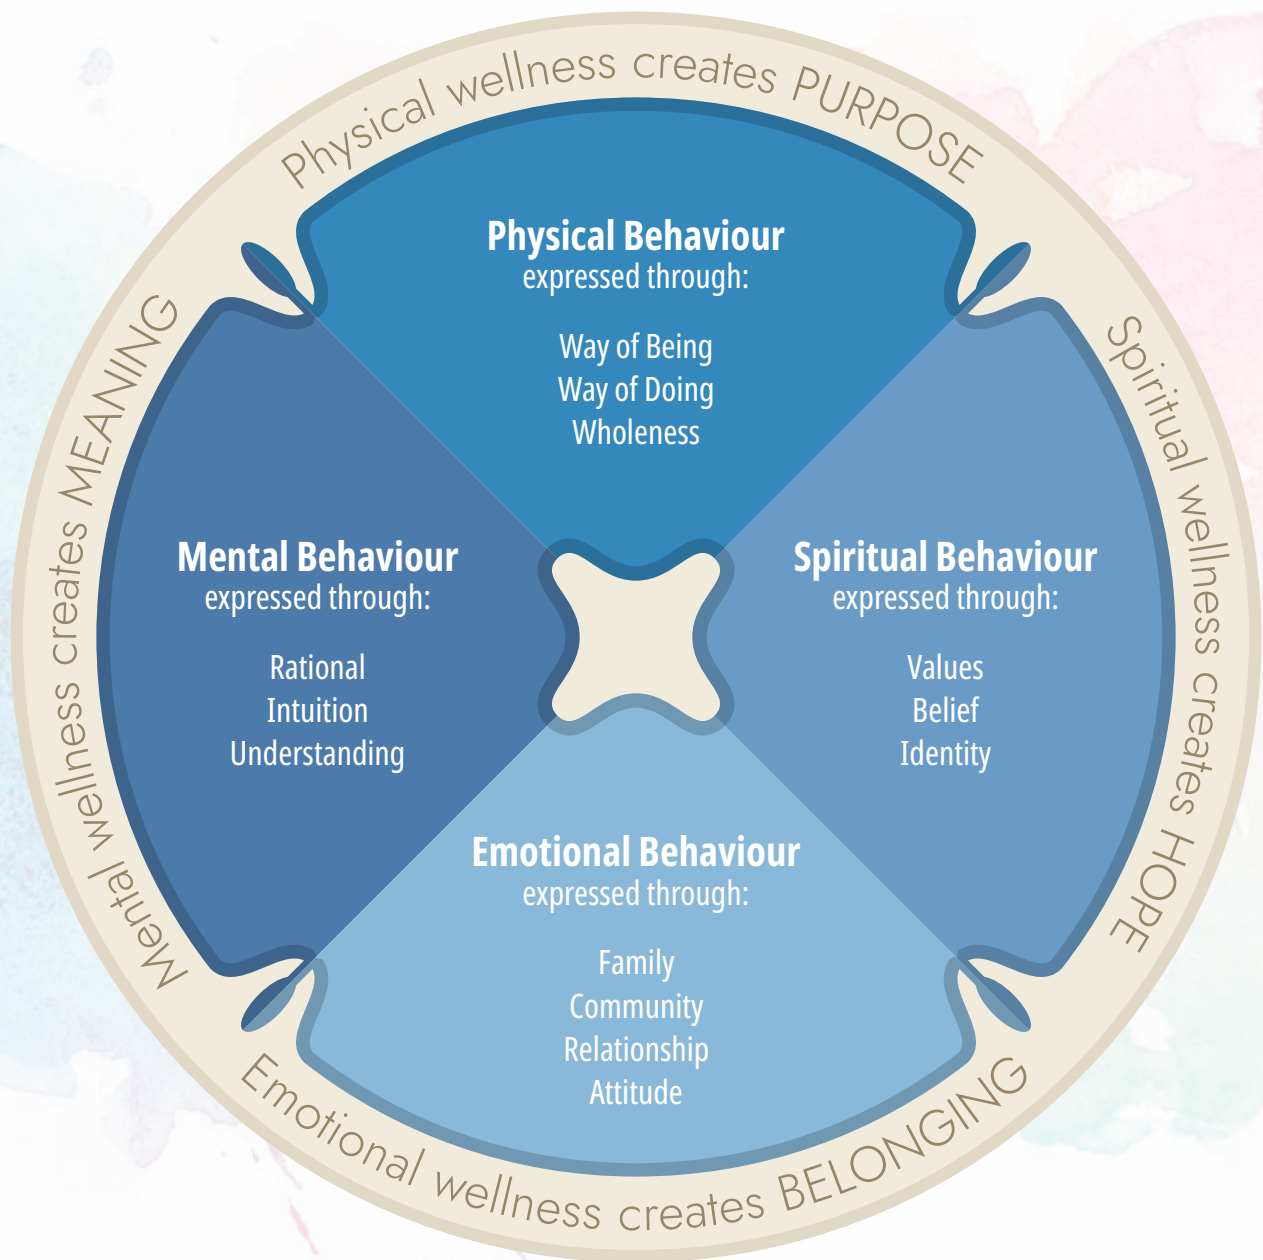 Physical wellness creates PURPOSE
Physical Behaviour
expressed through:
Way of Being
Way of Doing
Wholeness
Mental wellness creates MEANING
Mental Behaviour
expressed through:
Rational
Intuition
Understanding
Spiritual Behaviour
expressed through:
Values
Belief
Identity
Spiritual wellness creates HOPE
Emotional Behaviour
expressed through:
Family
Community
Relationship
Attitude
Emotional wellness creates BELONGING